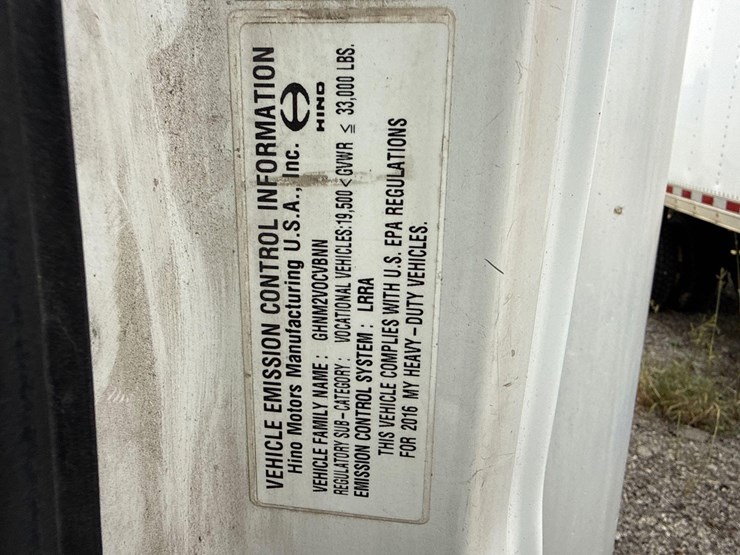 VEHICLE EMISSION CONTROL INFORMATION
Hino Motors Manufacturing U.S.A., Inc.
HINO
VEHICLE FAMILY NAME : GHMM2VOCVBNN
REGULATORY SUB-CATEGORY : VOCATIONAL VEHICLES:19,500 < GVWR ≦ 33,000 LBS.
EMISSION CONTROL SYSTEM : LRRA
THIS VEHICLE COMPLIES WITH U.S. EPA REGULATIONS
FOR 2016 MY HEAVY-DUTY VEHICLES.